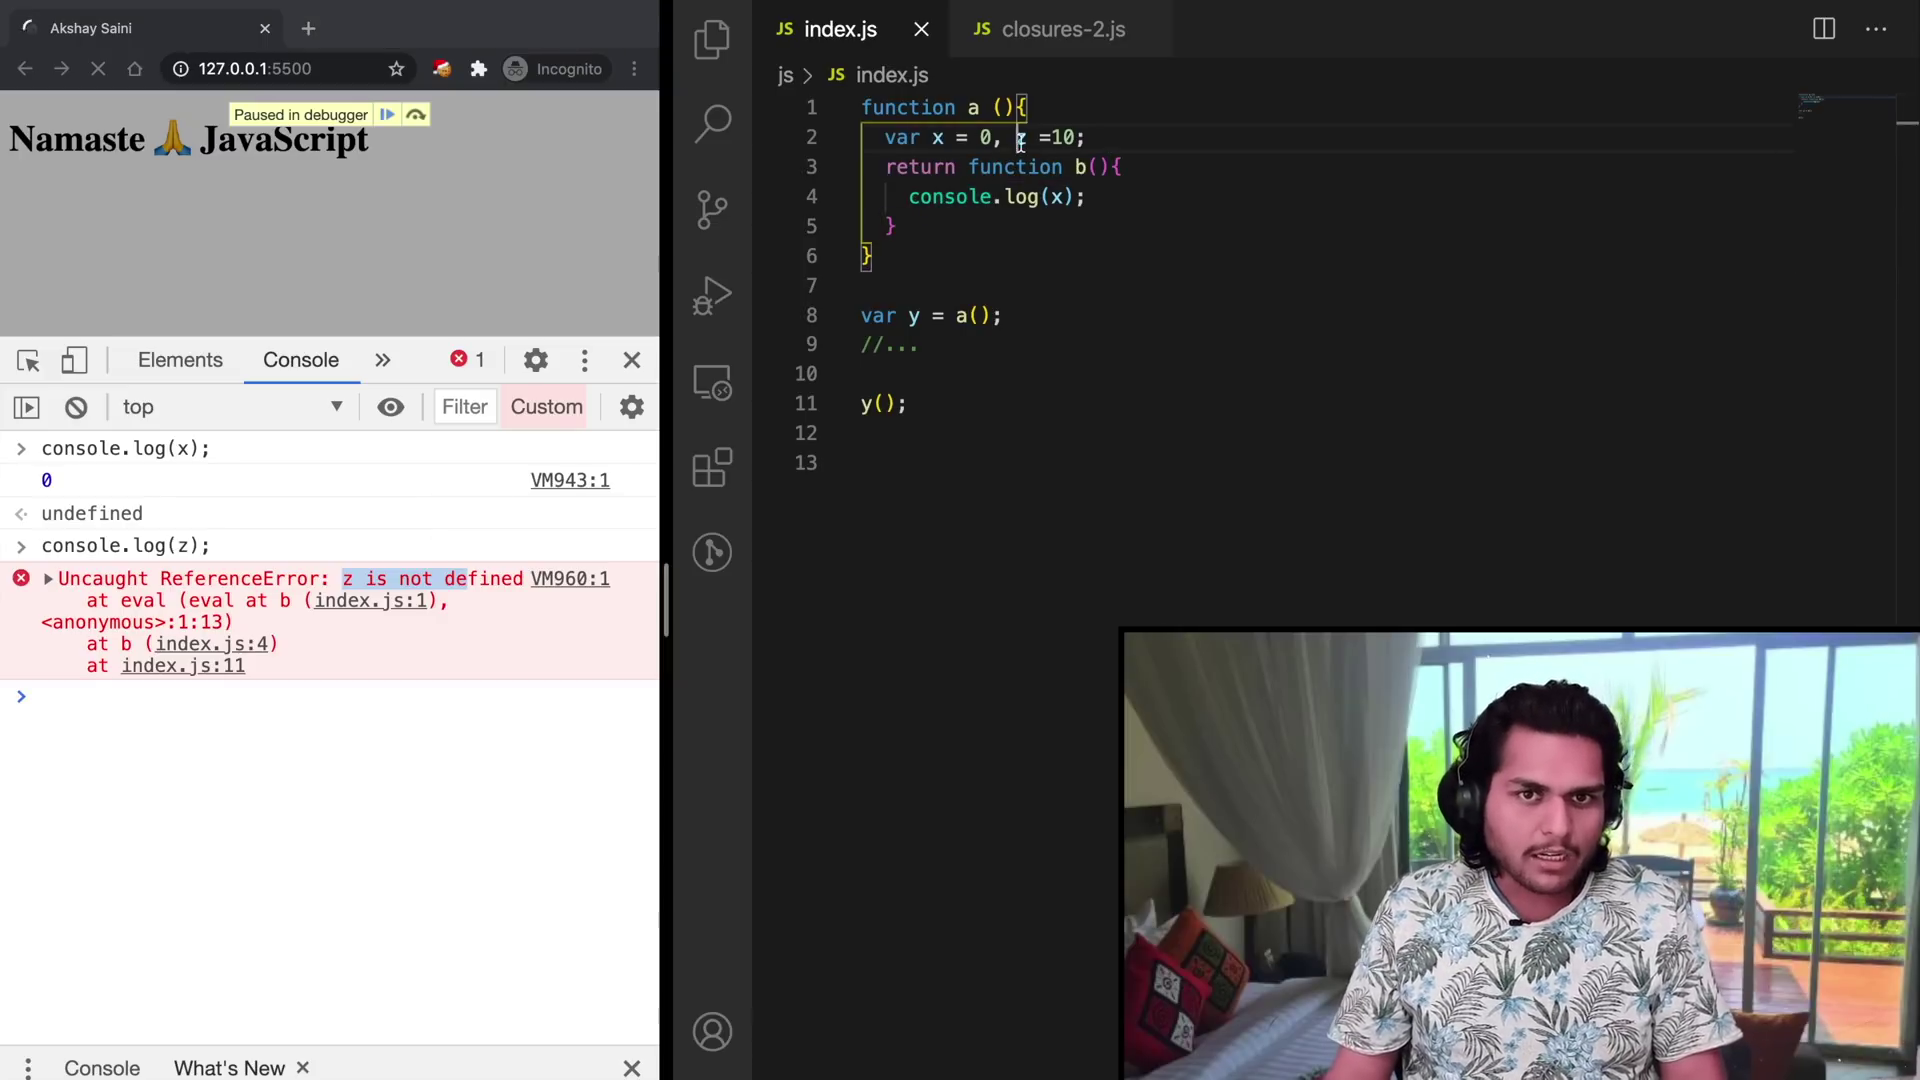 Akshay Saini
127.0.0.1:5500
Incognito
Paused in debugger
Namaste 🙏 JavaScript
Elements
Console
1
top
Filter
Custom
console.log(x);
0 VM943:1
undefined
console.log(z);
Uncaught ReferenceError: z is not defined VM960:1
at eval (eval at b (index.js:1),
<anonymous>:1:13)
at b (index.js:4)
at index.js:11
Console
What's New
JS index.js
JS closures-2.js
js > JS index.js
1 function a (){
2 var x = 0, z =10;
3 return function b(){
4 console.log(x);
5 }
6 }
7
8 var y = a();
9 //...
10
11 y();
12
13